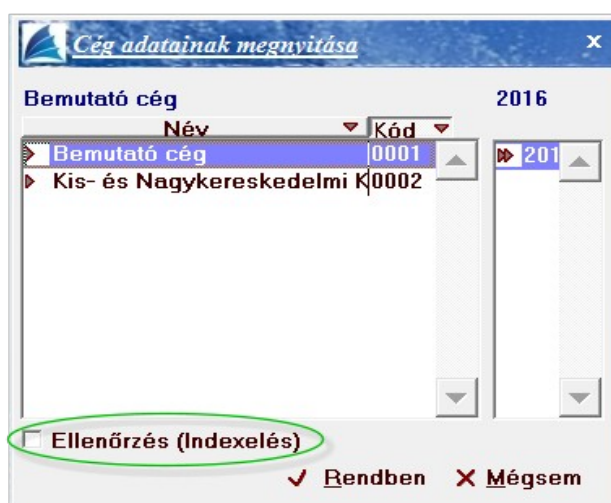 Cég adatainak megnyitása x
Bemutató cég 2016
Név Kód
Bemutató cég 0001 201
Kis- és Nagykereskedelmi K 0002
Ellenőrzés (Indexelés)
Rendben Mégsem